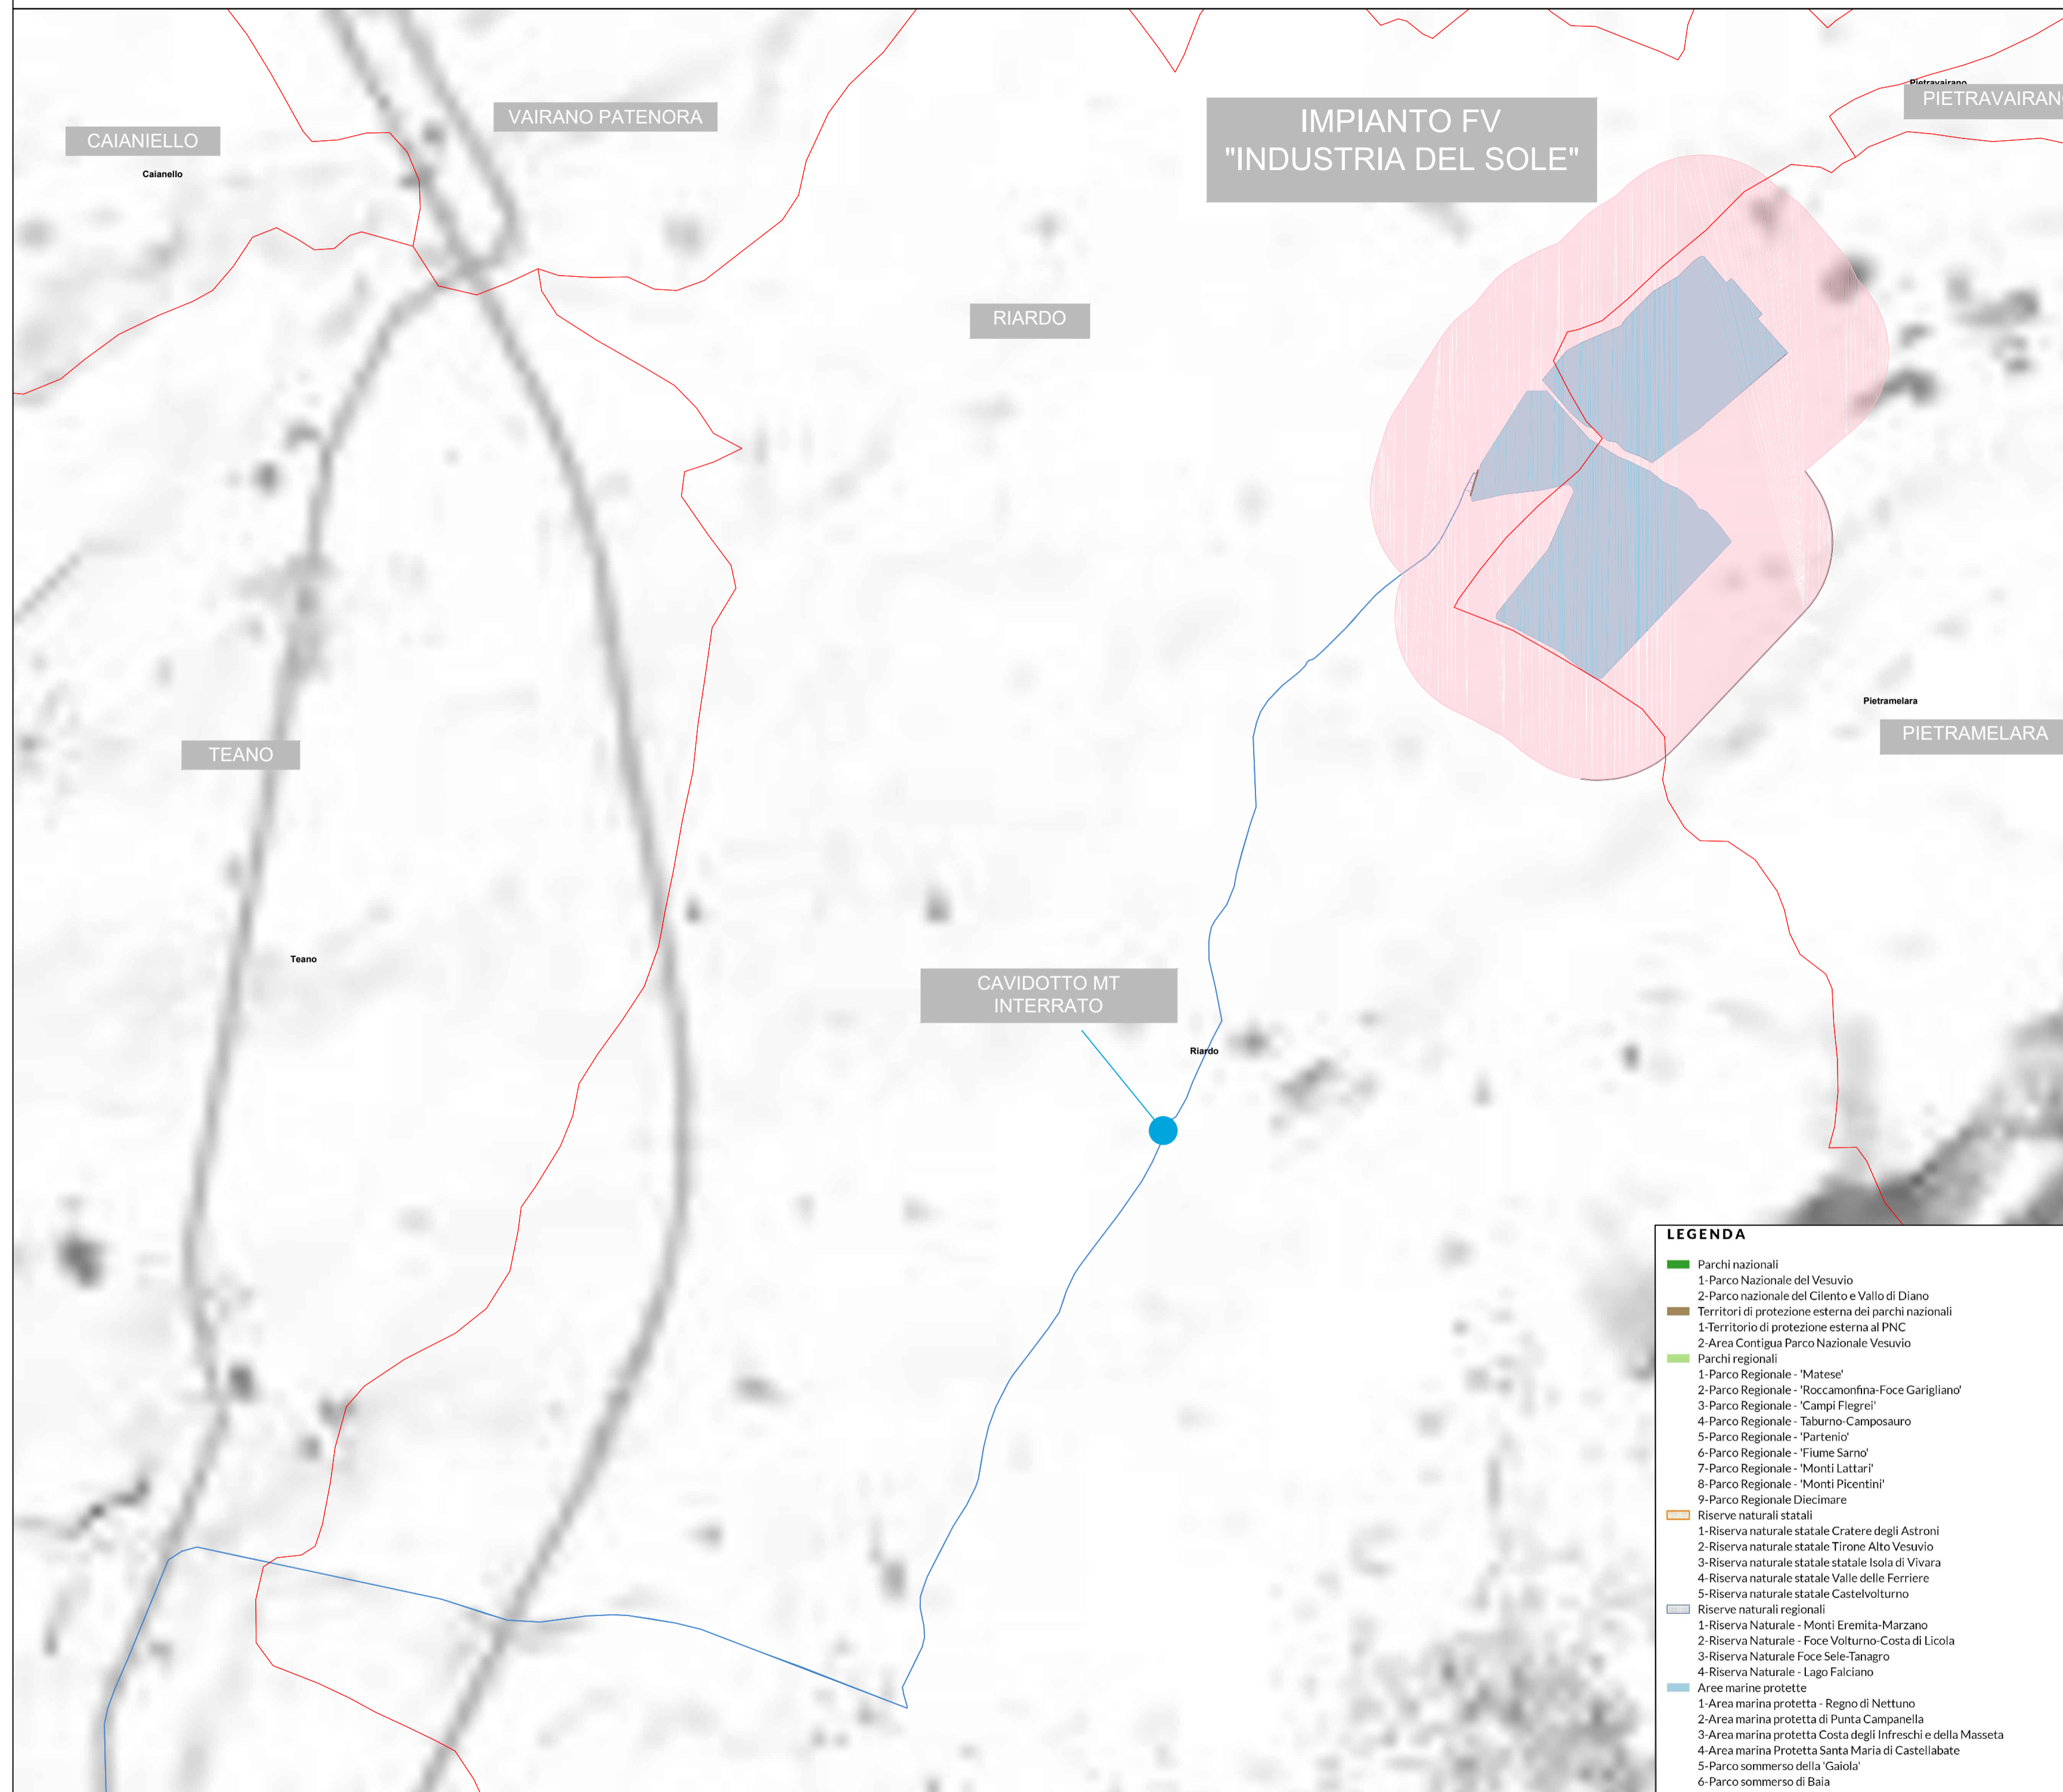 Pietravairano
PIETRAVAIRAN
IMPIANTO FV
"INDUSTRIA DEL SOLE"
VAIRANO PATENORA
CAIANIELLO
Caianello
RIARDO
Pietramelara
PIETRAMELARA
TEANO
Teano
CAVIDOTTO MT
INTERRATO
Riardo
LEGENDA
Parchi nazionali
1-Parco Nazionale del Vesuvio
2-Parco nazionale del Cilento e Vallo di Diano
Territori di protezione esterna dei parchi nazionali
1-Territorio di protezione esterna al PNC
2-Area Contigua Parco Nazionale Vesuvio
Parchi regionali
1-Parco Regionale - 'Matese'
2-Parco Regionale - 'Roccamonfina-Foce Garigliano'
3-Parco Regionale - 'Campi Flegrei'
4-Parco Regionale - Taburno-Camposauro
5-Parco Regionale - 'Partenio'
6-Parco Regionale - 'Fiume Sarno'
7-Parco Regionale - 'Monti Lattari'
8-Parco Regionale - 'Monti Picentini'
9-Parco Regionale Diecimare
Riserve naturali statali
1-Riserva naturale statale Cratere degli Astroni
2-Riserva naturale statale Tirone Alto Vesuvio
3-Riserva naturale statale statale Isola di Vivara
4-Riserva naturale statale Valle delle Ferriere
5-Riserva naturale statale Castelvolturno
Riserve naturali regionali
1-Riserva Naturale - Monti Eremita-Marzano
2-Riserva Naturale - Foce Volturno-Costa di Licola
3-Riserva Naturale Foce Sele-Tanagro
4-Riserva Naturale - Lago Falciano
Aree marine protette
1-Area marina protetta - Regno di Nettuno
2-Area marina protetta di Punta Campanella
3-Area marina protetta Costa degli Infreschi e della Masseta
4-Area marina Protetta Santa Maria di Castellabate
5-Parco sommerso della 'Gaiola'
6-Parco sommerso di Baia